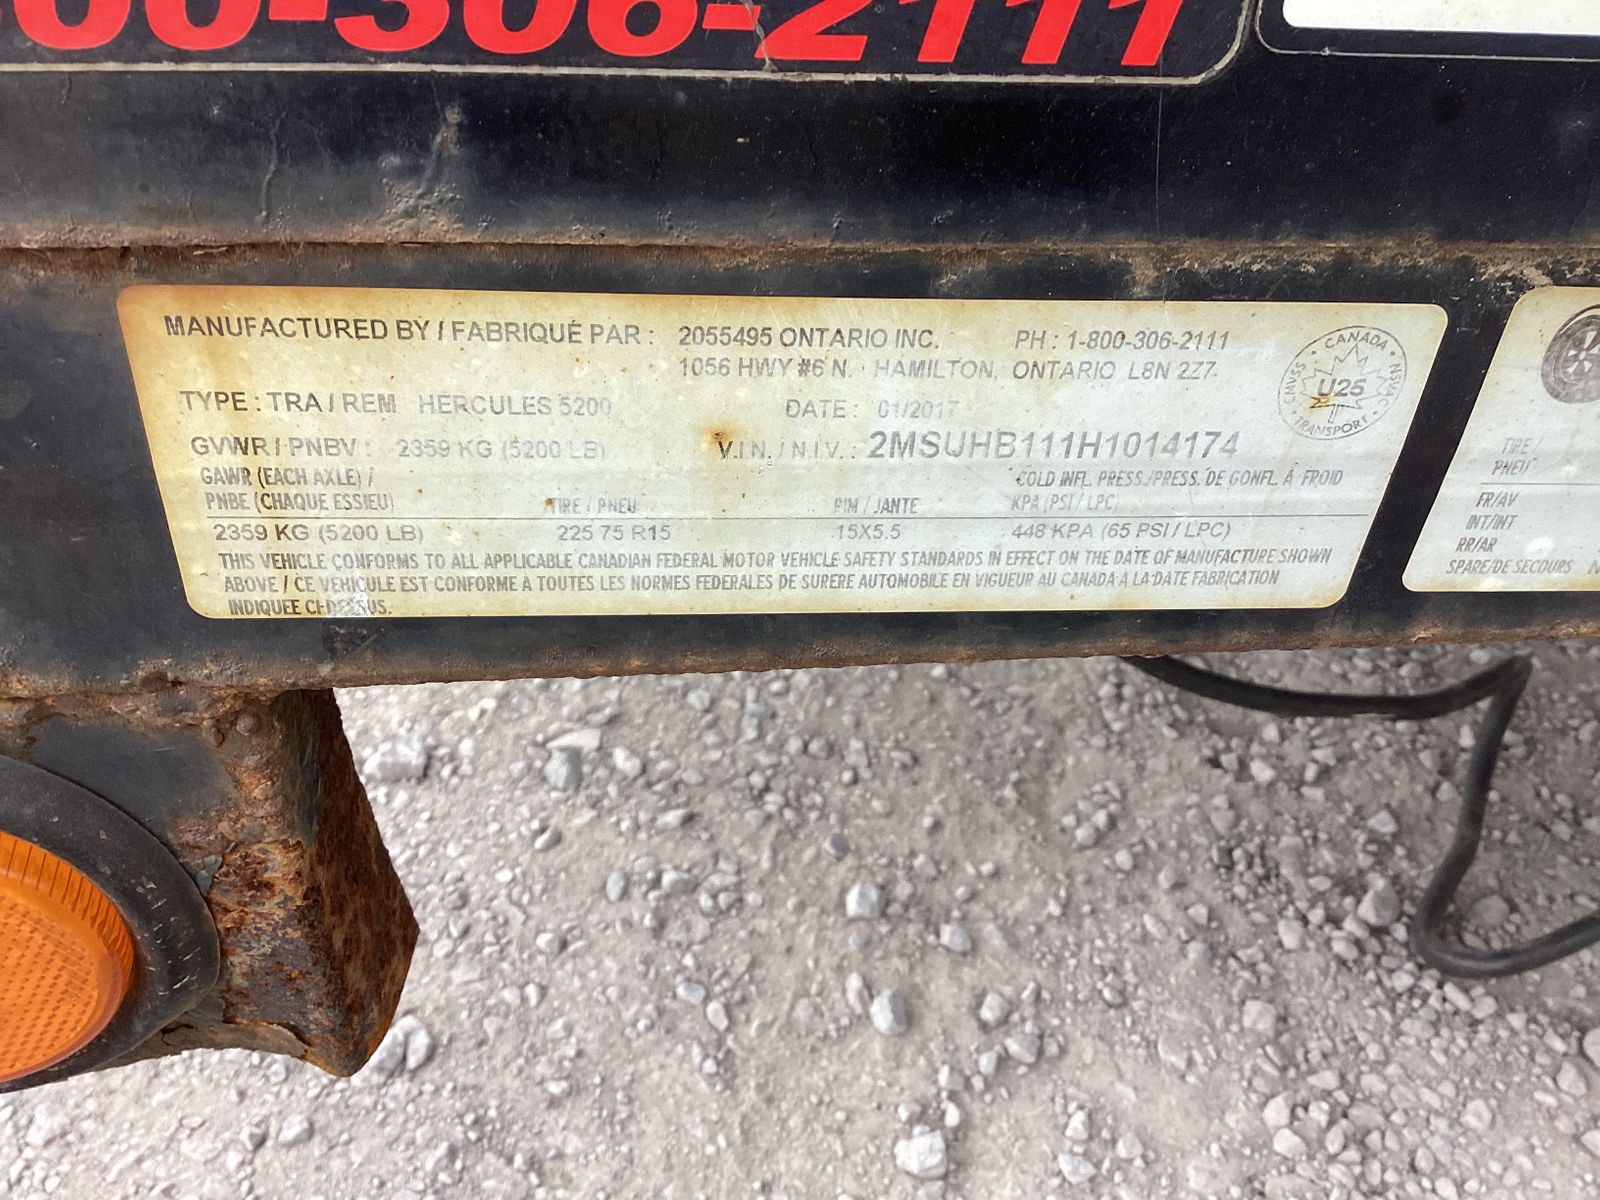 00-306-2111
MANUFACTURED BY / FABRIQUÉ PAR : 2055495 ONTARIO INC. PH : 1-800-306-2111
1056 HWY #6 N. HAMILTON, ONTARIO L8N 2Z7
TYPE : TRA / REM HERCULES 5200 DATE : 01/2017
GVWR / PNBV : 2359 KG (5200 LB) V.I.N. / N.I.V. : 2MSUHB111H1014174
GAWR (EACH AXLE) / COLD INFL. PRESS./PRESS. DE GONFL. À FROID
PNBE (CHAQUE ESSIEU) TIRE / PNEU RIM / JANTE KPA (PSI / LPC)
2359 KG (5200 LB) 225 75 R15 15X5.5 448 KPA (65 PSI / LPC)
THIS VEHICLE CONFORMS TO ALL APPLICABLE CANADIAN FEDERAL MOTOR VEHICLE SAFETY STANDARDS IN EFFECT ON THE DATE OF MANUFACTURE SHOWN
ABOVE / CE VEHICULE EST CONFORME A TOUTES LES NORMES FEDERALES DE SURERE AUTOMOBILE EN VIGUEUR AU CANADA A LA DATE FABRICATION
INDIQUEE CI-DESSUS.
CANADA
CMVSS U25 NSVAC
TRANSPORT
TIRE /
PNEU
FR/AV
INT/INT
RR/AR
SPARE/DE SECOURS